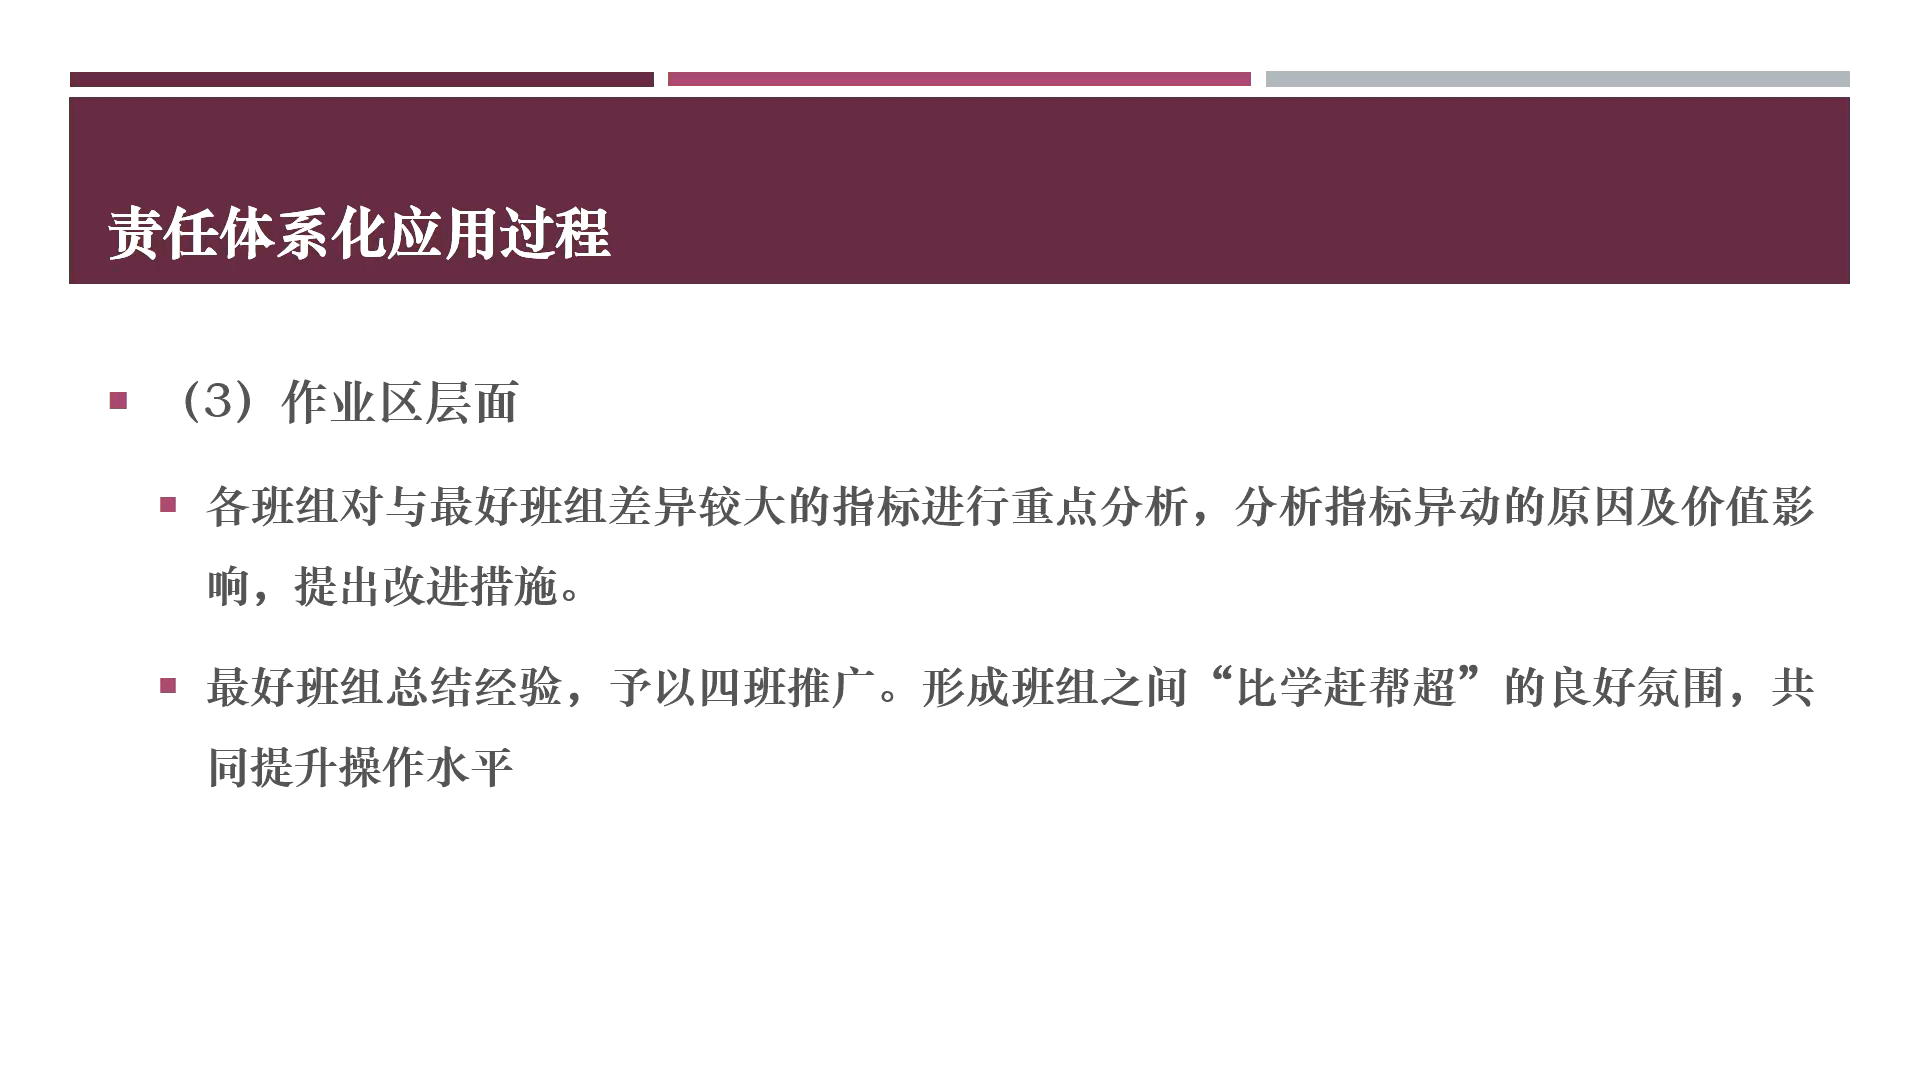 责任体系化应用过程
（3）作业区层面
各班组对与最好班组差异较大的指标进行重点分析，分析指标异动的原因及价值影
响，提出改进措施。
最好班组总结经验，予以四班推广。形成班组之间“比学赶帮超”的良好氛围，共
同提升操作水平